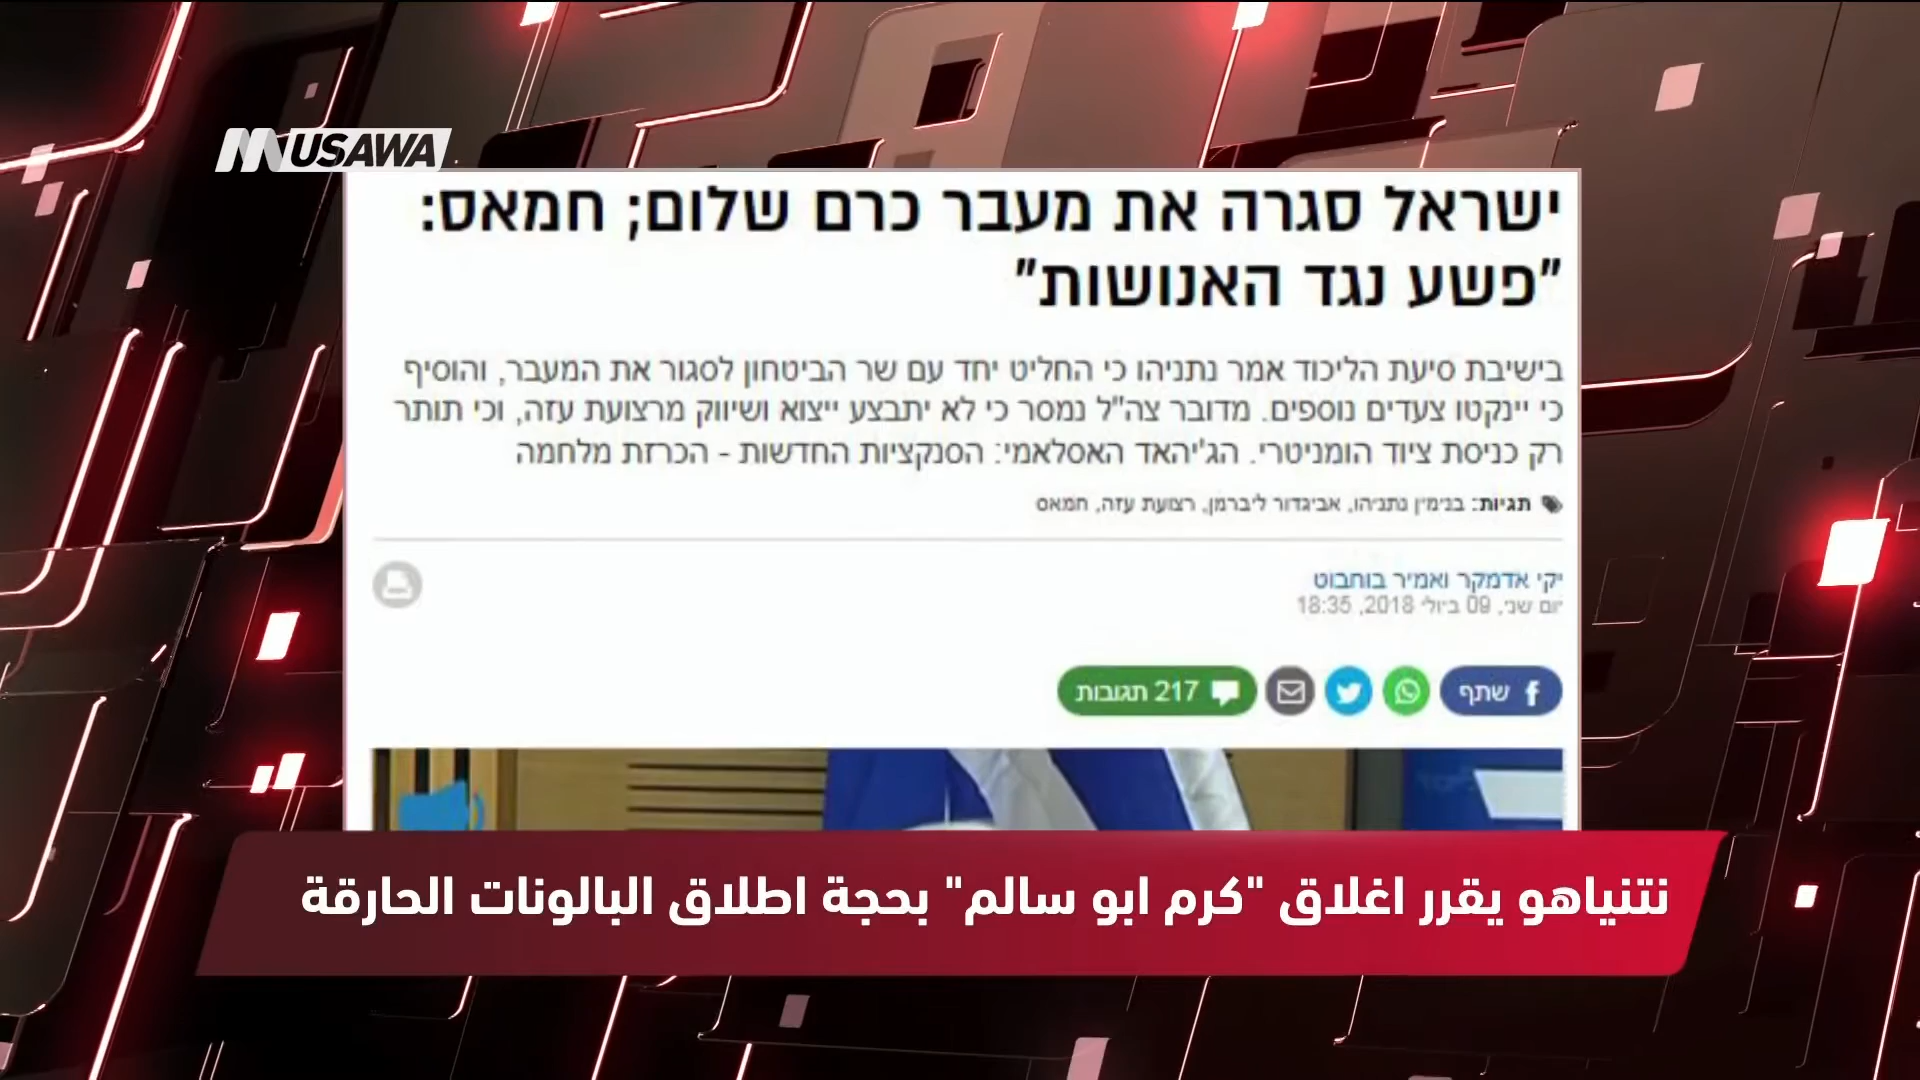 MUSAWA
ישראל סגרה את מעבר כרם שלום; חמאס:
"פשע נגד האנושות"
בישיבת סיעת הליכוד אמר נתניהו כי החליט יחד עם שר הביטחון לסגור את המעבר, והוסיף
כי יינקטו צעדים נוספים. מדובר צה"ל נמסר כי לא יתבצע ייצוא ושיווק מרצועת עזה, וכי תותר
רק כניסת ציוד הומניטרי. הג'יהאד האסלאמי: הסנקציות החדשות - הכרזת מלחמה
תגיות: בנימין נתניהו, אביגדור ליברמן, רצועת עזה, חמאס
יקי אדמקר ואמיר בוחבוט
יום שני, 09 ביולי 2018, 18:35
שתף
217 תגובות
نتنياهو يقرر اغلاق "كرم ابو سالم" بحجة اطلاق البالونات الحارقة